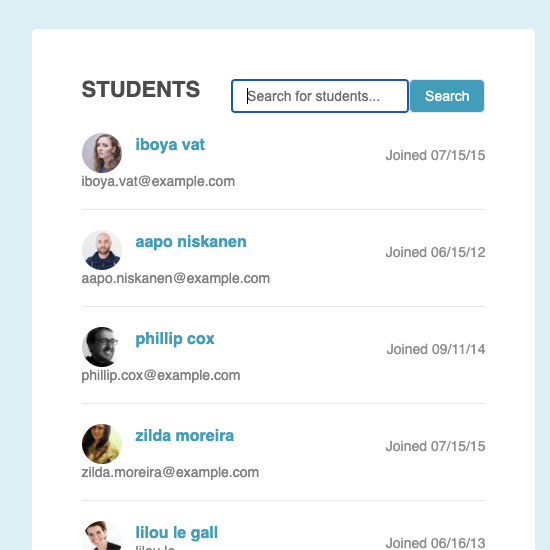 STUDENTS
Search for students...
Search
iboya vat
Joined 07/15/15
iboya.vat@example.com
aapo niskanen
Joined 06/15/12
aapo.niskanen@example.com
phillip cox
Joined 09/11/14
phillip.cox@example.com
zilda moreira
Joined 07/15/15
zilda.moreira@example.com
lilou le gall
Joined 06/16/13